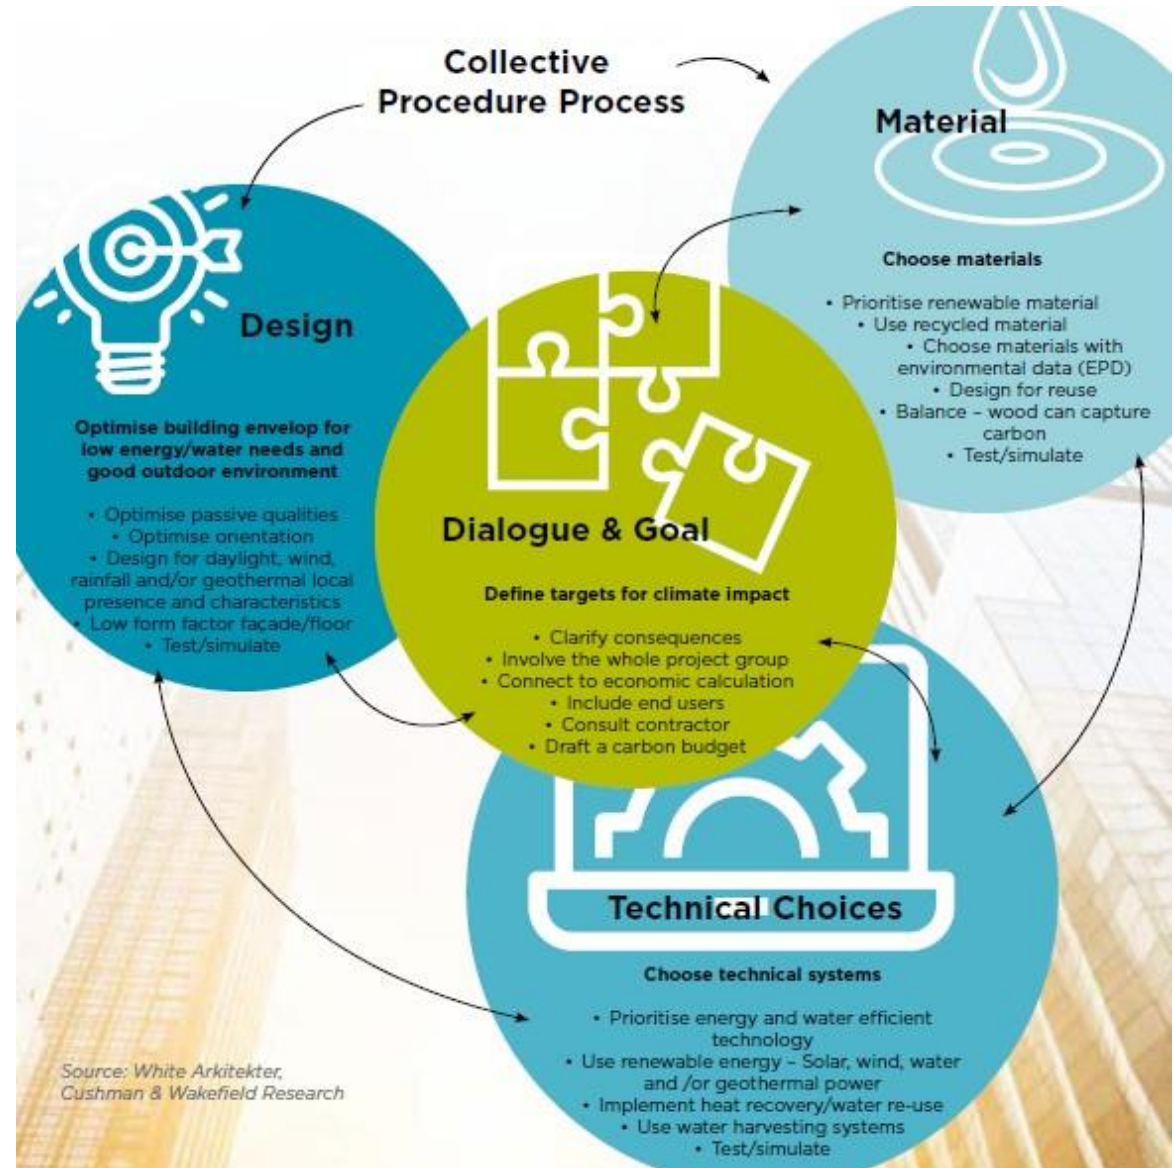 Collective
Procedure Process
Material
Choose materials
• Prioritise renewable material
• Use recycled material
• Choose materials with
environmental data (EPD)
• Design for reuse
• Balance – wood can capture
carbon
• Test/simulate
Design
Optimise building envelop for
low energy/water needs and
good outdoor environment
• Optimise passive qualities
• Optimise orientation
• Design for daylight, wind,
rainfall and/or geothermal local
presence and characteristics
• Low form factor façade/floor
• Test/simulate
Dialogue & Goal
Define targets for climate impact
• Clarify consequences
• Involve the whole project group
• Connect to economic calculation
• Include end users
• Consult contractor
• Draft a carbon budget
Technical Choices
Choose technical systems
• Prioritise energy and water efficient
technology
• Use renewable energy – Solar, wind, water
and /or geothermal power
• Implement heat recovery/water re-use
• Use water harvesting systems
• Test/simulate
Source: White Arkitekter,
Cushman & Wakefield Research